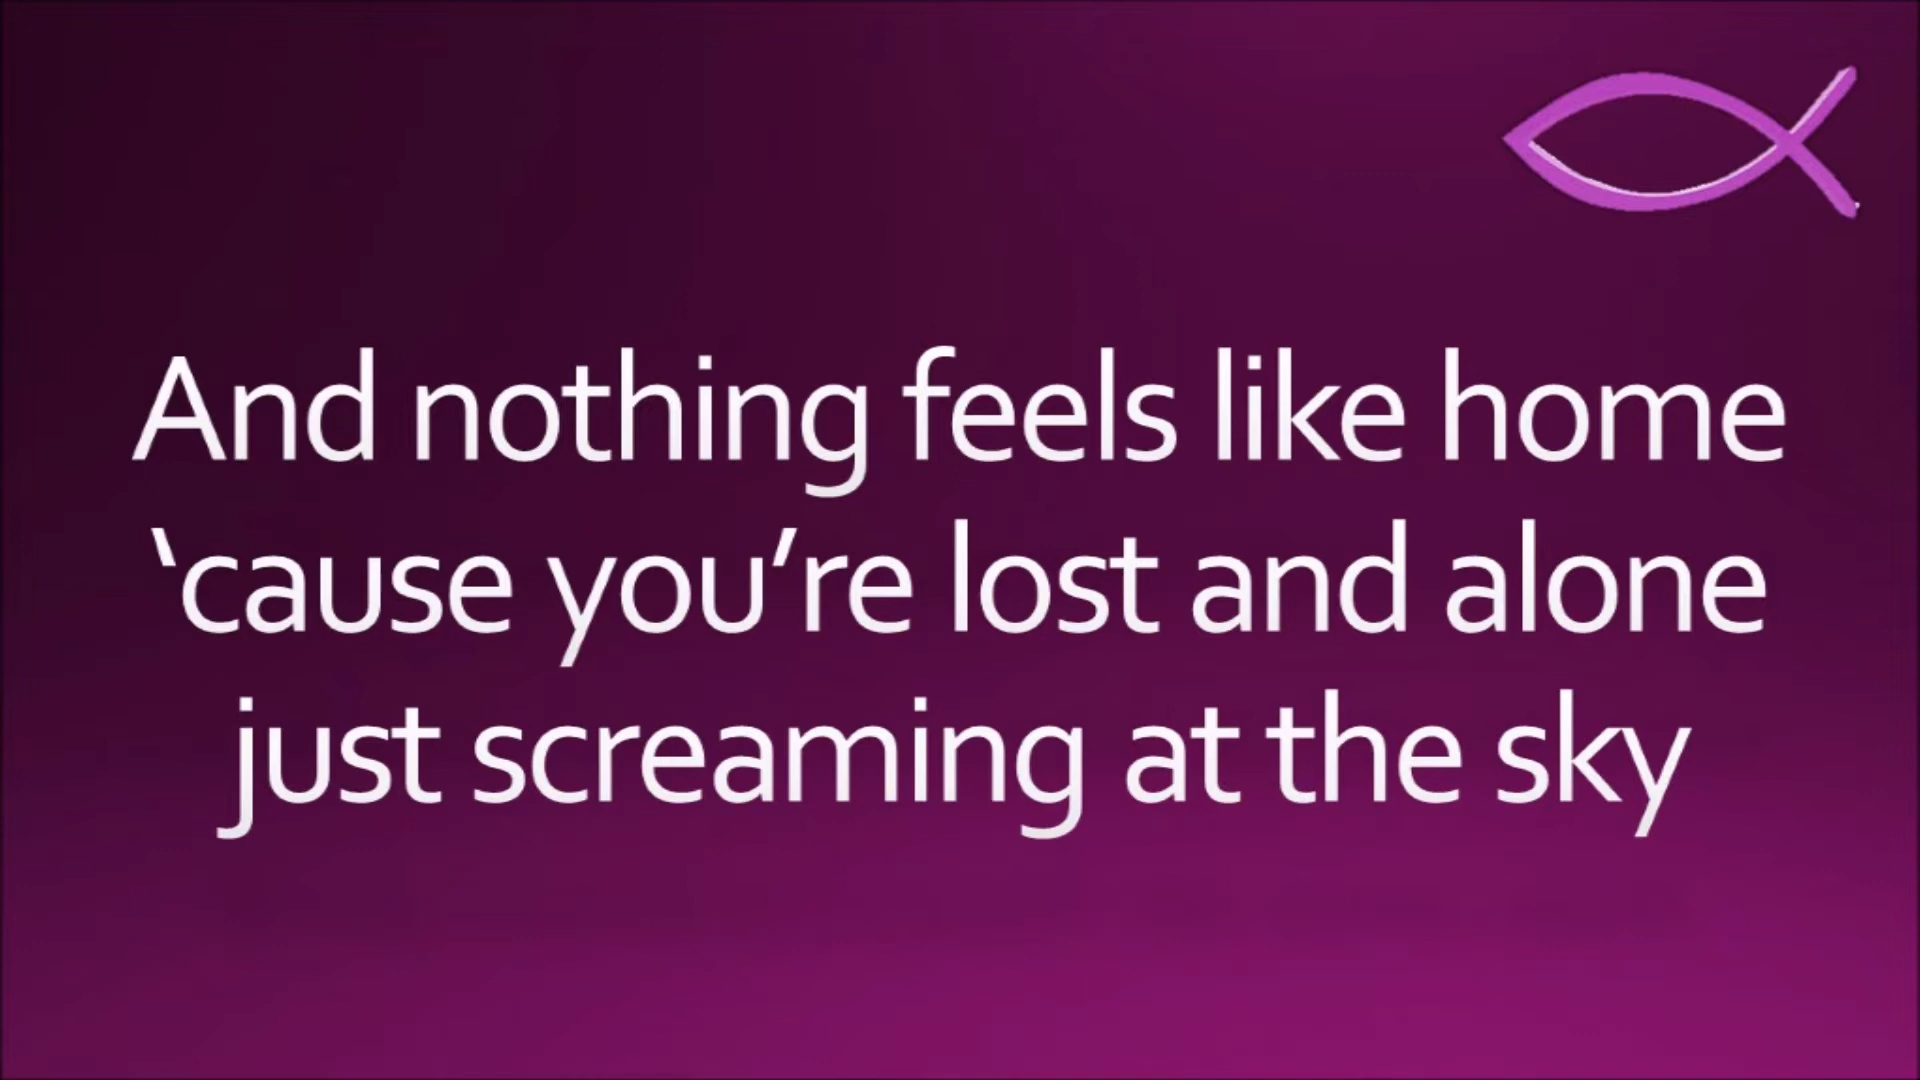 And nothing feels like home
‘cause you’re lost and alone
just screaming at the sky